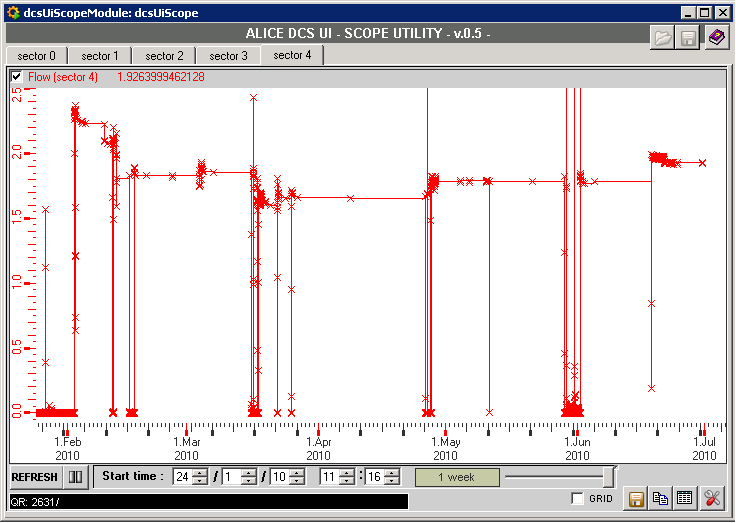 dcsUiScopeModule: dcsUiScope
ALICE DCS UI - SCOPE UTILITY - v.0.5 -
sector 0 sector 1 sector 2 sector 3 sector 4
Flow (sector 4) 1.9263999462128
2.5
2.0
1.5
1.0
0.5
0.0
1.Feb 1.Mar 1.Apr 1.May 1.Jun 1.Jul
2010 2010 2010 2010 2010 2010
REFRESH Start time : 24 / 1 / 10 11 : 16 1 week
QR: 2631/ GRID